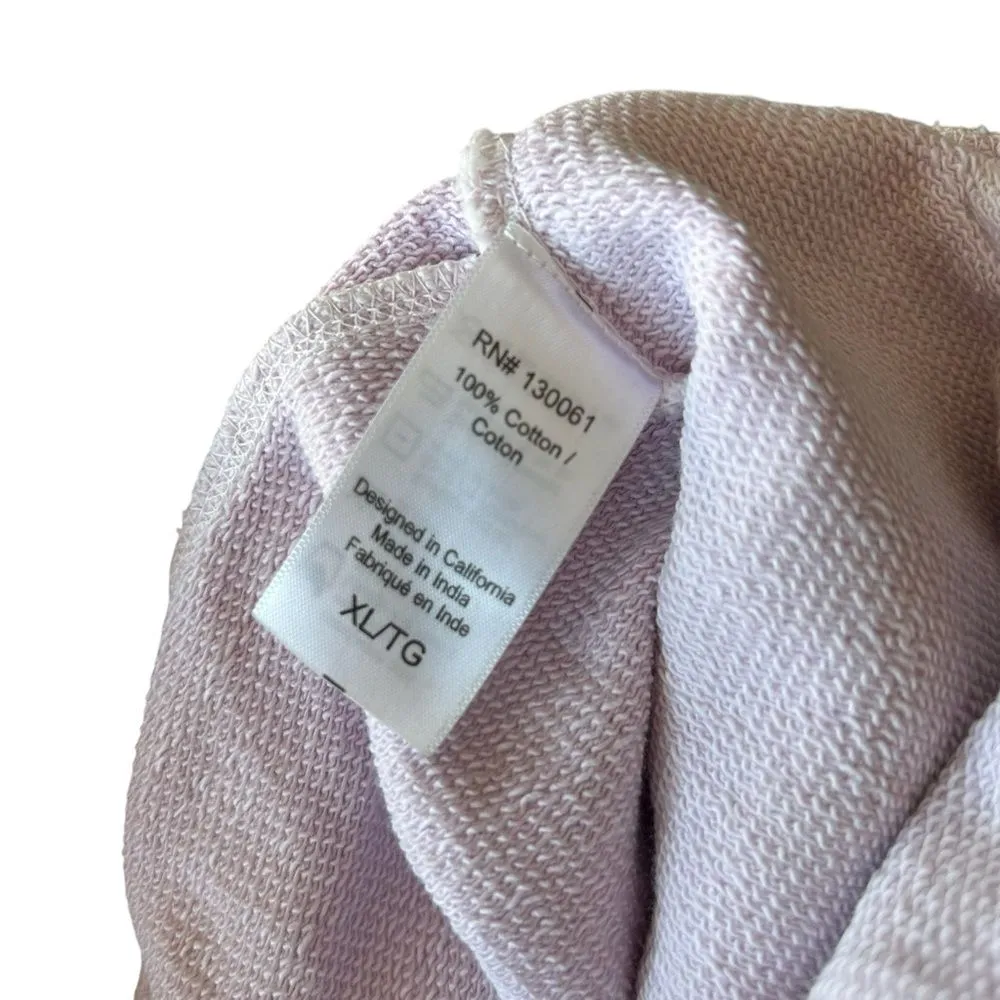 RN# 130061
100% Cotton /
Coton
Designed in California
Made in India
Fabriqué en Inde
XL/TG